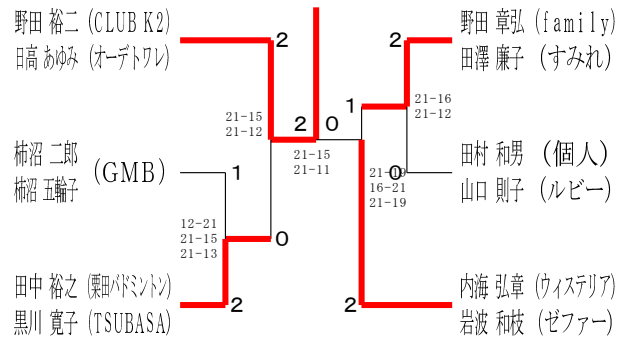 野田 裕二 (CLUB K2)
日高 あゆみ (オーデトワレ)
2
2
野田 章弘 (family)
田澤 廉子 (すみれ)
21-15
21-12
2
0
1
21-16
21-12
21-15
21-11
柿沼 二郎
柿沼 五輪子
(GMB)
1
21-19
16-21
21-19
0
田村 和男 (個人)
山口 則子 (ルビー)
12-21
21-15
21-13
0
田中 裕之 (栗田バドミントン)
黒川 寛子 (TSUBASA)
2
2
内海 弘章 (ウィステリア)
岩波 和枝 (ゼファー)